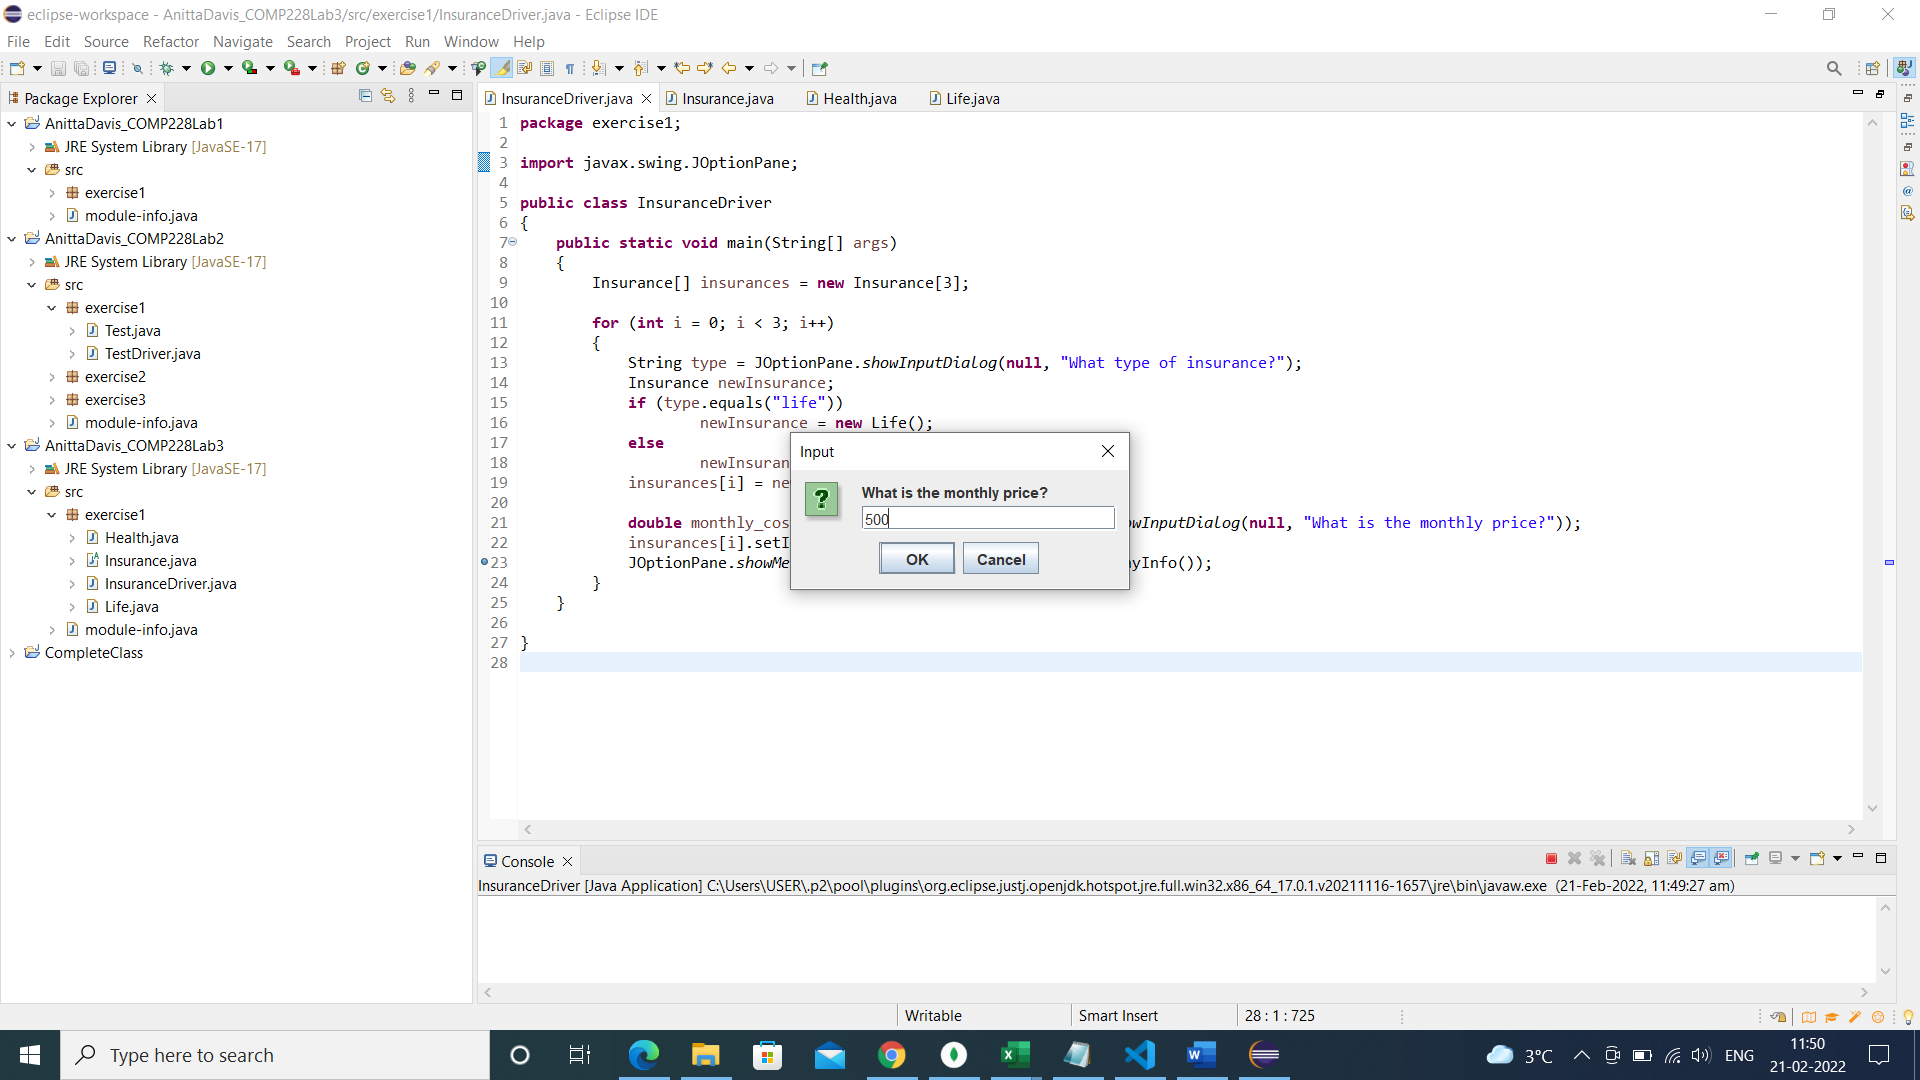 eclipse-workspace - AnittaDavis_COMP228Lab3/src/exercise1/InsuranceDriver.java - Eclipse IDE
File Edit Source Refactor Navigate Search Project Run Window Help
Package Explorer
AnittaDavis_COMP228Lab1
JRE System Library [JavaSE-17]
src
exercise1
module-info.java
AnittaDavis_COMP228Lab2
JRE System Library [JavaSE-17]
src
exercise1
Test.java
TestDriver.java
exercise2
exercise3
module-info.java
AnittaDavis_COMP228Lab3
JRE System Library [JavaSE-17]
src
exercise1
Health.java
Insurance.java
InsuranceDriver.java
Life.java
module-info.java
CompleteClass
InsuranceDriver.java Insurance.java Health.java Life.java
1 package exercise1;
2
3 import javax.swing.JOptionPane;
4
5 public class InsuranceDriver
6 {
7 public static void main(String[] args)
8 {
9 Insurance[] insurances = new Insurance[3];
10
11 for (int i = 0; i < 3; i++)
12 {
13 String type = JOptionPane.showInputDialog(null, "What type of insurance?");
14 Insurance newInsurance;
15 if (type.equals("life"))
16 newInsurance = new Life();
17 else
18 newInsuran
19 insurances[i] = ne
20
21 double monthly_cos wInputDialog(null, "What is the monthly price?"));
22 insurances[i].setI
23 JOptionPane.showMe ayInfo());
24 }
25 }
26
27 }
28
Input
What is the monthly price?
500
OK Cancel
Console
InsuranceDriver [Java Application] C:\Users\USER\.p2\pool\plugins\org.eclipse.justj.openjdk.hotspot.jre.full.win32.x86_64_17.0.1.v20211116-1657\jre\bin\javaw.exe (21-Feb-2022, 11:49:27 am)
Writable Smart Insert 28 : 1 : 725
Type here to search
3°C ENG
11:50
21-02-2022